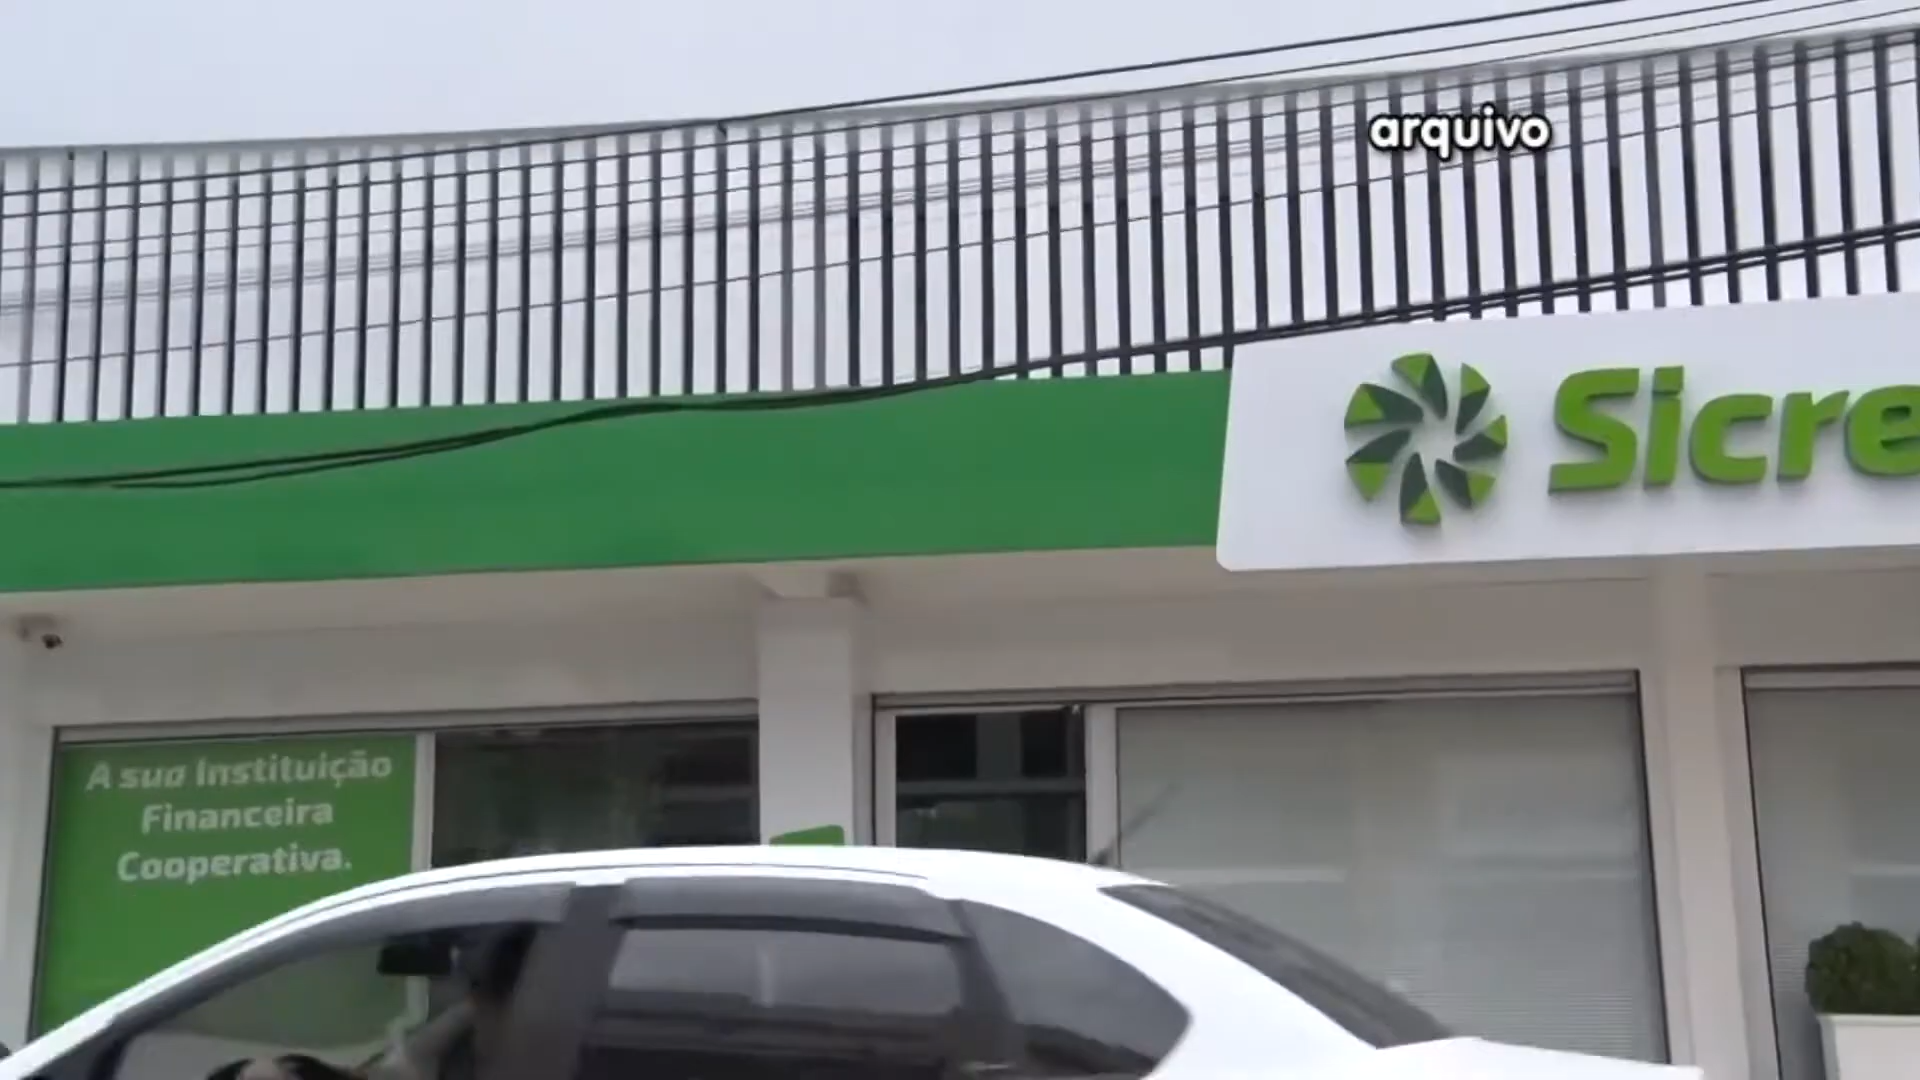 arquivo
Sicre
A sua Instituição
Financeira
Cooperativa.